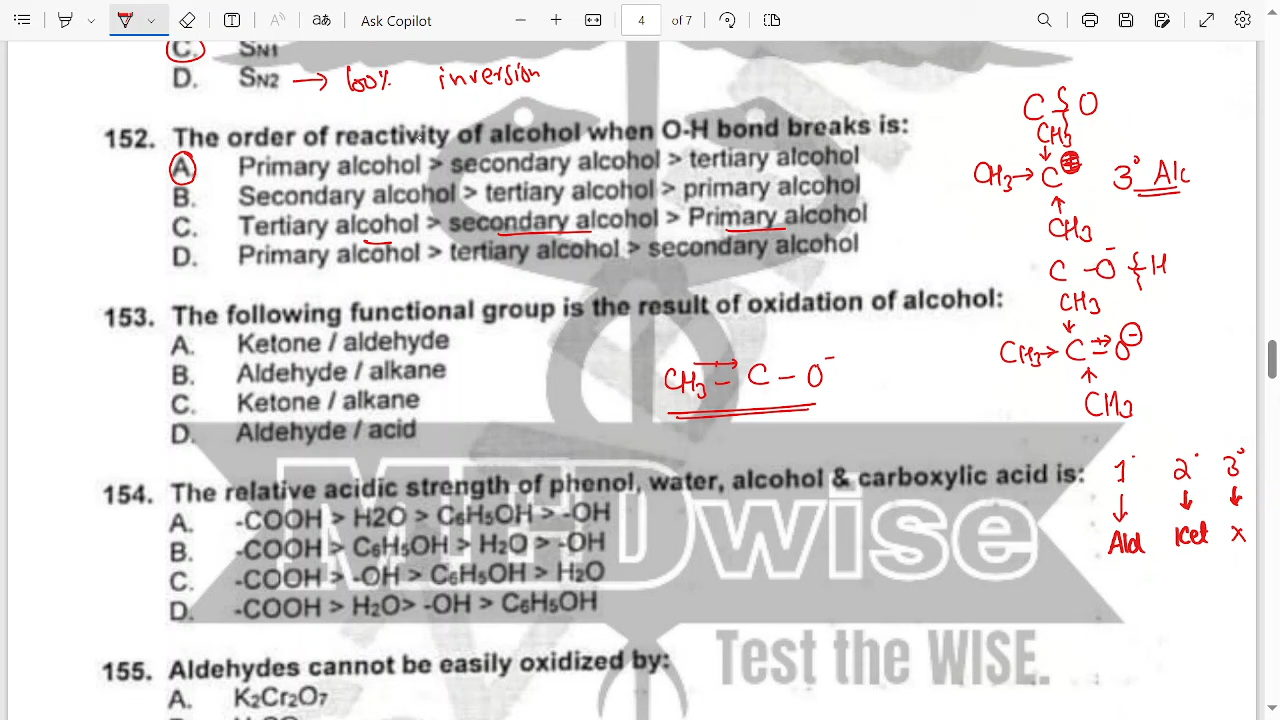 Ask Copilot
4 of 7
C. SN1
D. SN2 → 100% inversion
152. The order of reactivity of alcohol when O-H bond breaks is:
A. Primary alcohol > secondary alcohol > tertiary alcohol
B. Secondary alcohol > tertiary alcohol > primary alcohol
C. Tertiary alcohol > secondary alcohol > Primary alcohol
D. Primary alcohol > tertiary alcohol > secondary alcohol
C O
CH3
CH3 → C ⊕ 3° Alc
CH3
C - O⁻ H
CH3
CH3 → C - O⊖
CH3
153. The following functional group is the result of oxidation of alcohol:
A. Ketone / aldehyde
B. Aldehyde / alkane
C. Ketone / alkane
D. Aldehyde / acid
CH3 - C - O⁻
1° 2° 3°
↓ ↓ ↓
Ald Ket x
154. The relative acidic strength of phenol, water, alcohol & carboxylic acid is:
A. -COOH > H2O > C₆H₅OH > -OH
B. -COOH > C₆H₅OH > H₂O > -OH
C. -COOH > -OH > C₆H₅OH > H₂O
D. -COOH > H₂O> -OH > C₆H₅OH
MEDwise
Test the WISE.
155. Aldehydes cannot be easily oxidized by:
A. K₂Cr₂O₇